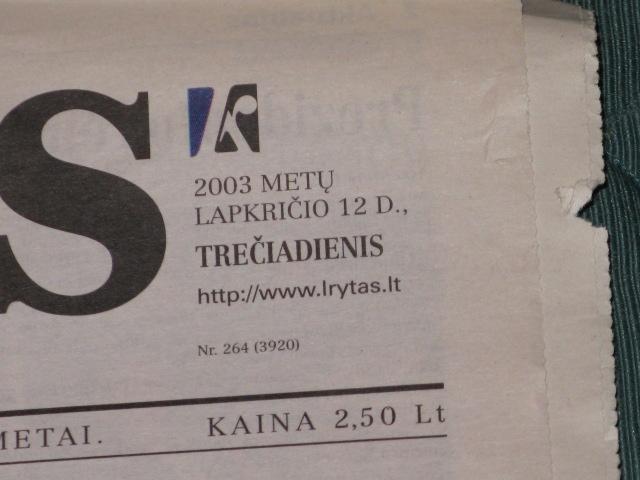 S
2003 METŲ
LAPKRIČIO 12 D.,
TREČIADIENIS
http://www.lrytas.lt
Nr. 264 (3920)
METAI. KAINA 2,50 Lt